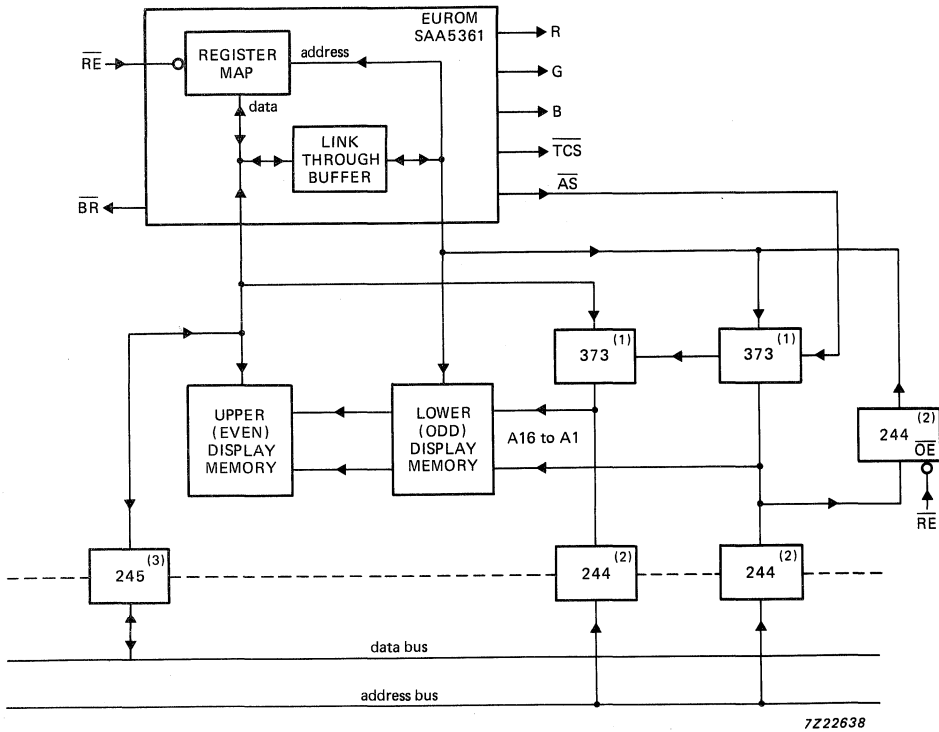 EUROM
SAA5361
R
RE
REGISTER
MAP
address
G
data
B
LINK
THROUGH
BUFFER
TCS
AS
BR
373 (1)
373 (1)
UPPER
(EVEN)
DISPLAY
MEMORY
LOWER
(ODD)
DISPLAY
MEMORY
A16 to A1
244 (2)
OE
RE
245 (3)
244 (2)
244 (2)
data bus
address bus
7Z22638